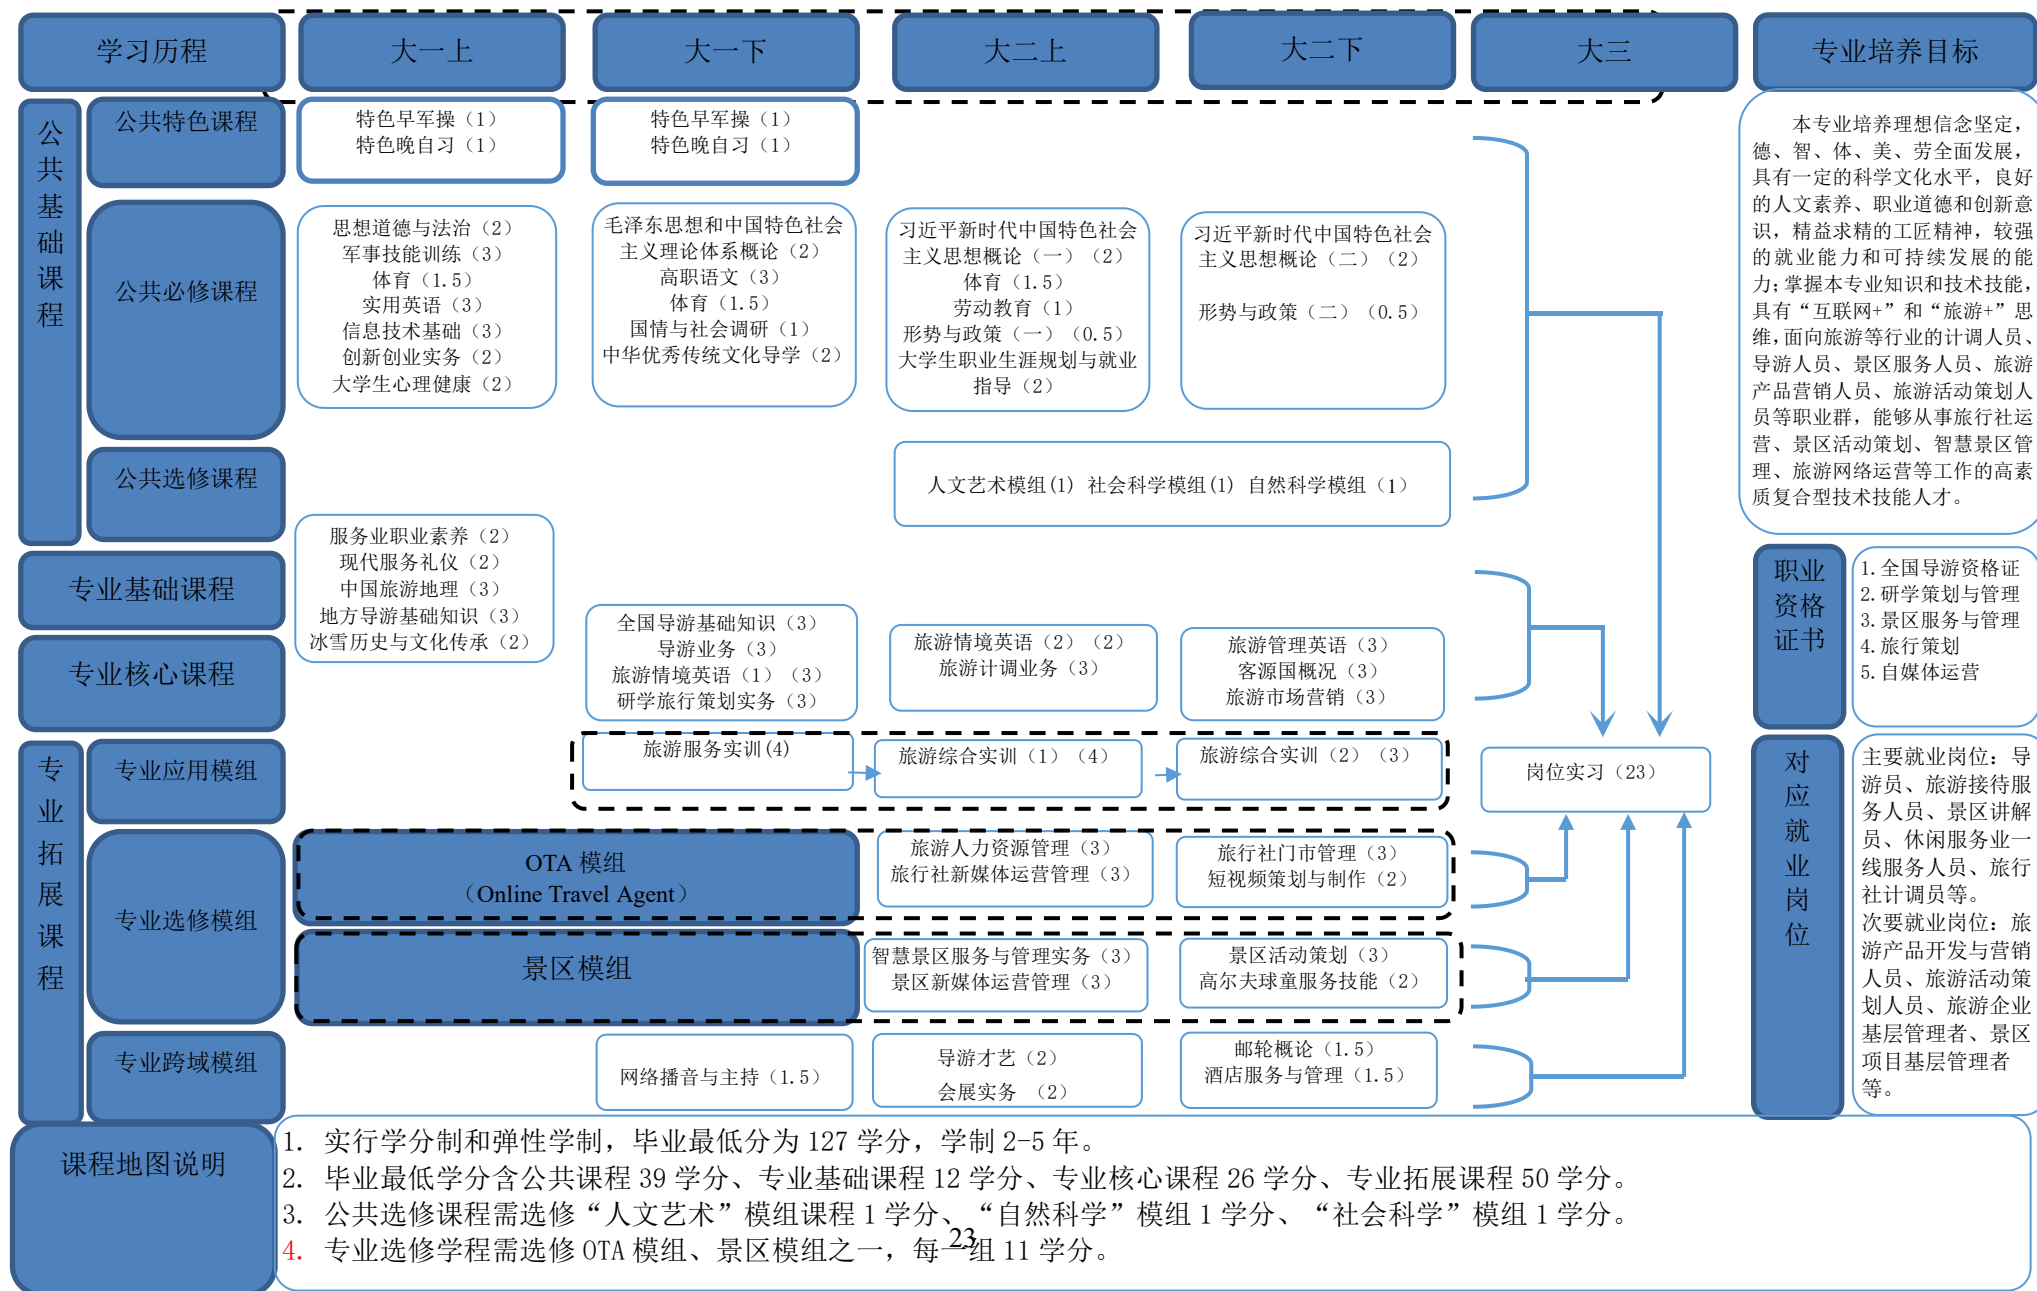 学习历程
大一上
大一下
大二上
大二下
大三
专业培养目标
公共基础课程
公共特色课程
特色早军操（1）
特色晚自习（1）
特色早军操（1）
特色晚自习（1）
公共必修课程
思想道德与法治（2）
军事技能训练（3）
体育（1.5）
实用英语（3）
信息技术基础（3）
创新创业实务（2）
大学生心理健康（2）
毛泽东思想和中国特色社会
主义理论体系概论（2）
高职语文（3）
体育（1.5）
国情与社会调研（1）
中华优秀传统文化导学（2）
习近平新时代中国特色社会
主义思想概论（一）（2）
体育（1.5）
劳动教育（1）
形势与政策（一）（0.5）
大学生职业生涯规划与就业
指导（2）
习近平新时代中国特色社会
主义思想概论（二）（2）
形势与政策（二）（0.5）
公共选修课程
人文艺术模组(1) 社会科学模组(1) 自然科学模组（1）
专业基础课程
服务业职业素养（2）
现代服务礼仪（2）
中国旅游地理（3）
地方导游基础知识（3）
冰雪历史与文化传承（2）
专业核心课程
全国导游基础知识（3）
导游业务（3）
旅游情境英语（1）（3）
研学旅行策划实务（3）
旅游情境英语（2）（2）
旅游计调业务（3）
旅游管理英语（3）
客源国概况（3）
旅游市场营销（3）
专业拓展课程
专业应用模组
旅游服务实训(4)
旅游综合实训（1）（4）
旅游综合实训（2）（3）
岗位实习（23）
专业选修模组
OTA 模组
（Online Travel Agent）
旅游人力资源管理（3）
旅行社新媒体运营管理（3）
旅行社门市管理（3）
短视频策划与制作（2）
景区模组
智慧景区服务与管理实务（3）
景区新媒体运营管理（3）
景区活动策划（3）
高尔夫球童服务技能（2）
专业跨域模组
网络播音与主持（1.5）
导游才艺（2）
会展实务 （2）
邮轮概论（1.5）
酒店服务与管理（1.5）
本专业培养理想信念坚定，
德、智、体、美、劳全面发展，
具有一定的科学文化水平，良好
的人文素养、职业道德和创新意
识，精益求精的工匠精神，较强
的就业能力和可持续发展的能
力；掌握本专业知识和技术技能，
具有“互联网+”和“旅游+”思
维，面向旅游等行业的计调人员、
导游人员、景区服务人员、旅游
产品营销人员、旅游活动策划人
员等职业群，能够从事旅行社运
营、景区活动策划、智慧景区管
理、旅游网络运营等工作的高素
质复合型技术技能人才。
职业资格证书
1.全国导游资格证
2.研学策划与管理
3.景区服务与管理
4.旅行策划
5.自媒体运营
对应就业岗位
主要就业岗位：导
游员、旅游接待服
务人员、景区讲解
员、休闲服务业一
线服务人员、旅行
社计调员等。
次要就业岗位：旅
游产品开发与营销
人员、旅游活动策
划人员、旅游企业
基层管理者、景区
项目基层管理者
等。
课程地图说明
1. 实行学分制和弹性学制，毕业最低分为 127 学分，学制 2-5 年。
2. 毕业最低学分含公共课程 39 学分、专业基础课程 12 学分、专业核心课程 26 学分、专业拓展课程 50 学分。
3. 公共选修课程需选修“人文艺术”模组课程 1 学分、“自然科学”模组 1 学分、“社会科学”模组 1 学分。
4. 专业选修学程需选修 OTA 模组、景区模组之一，每一组 11 学分。
23